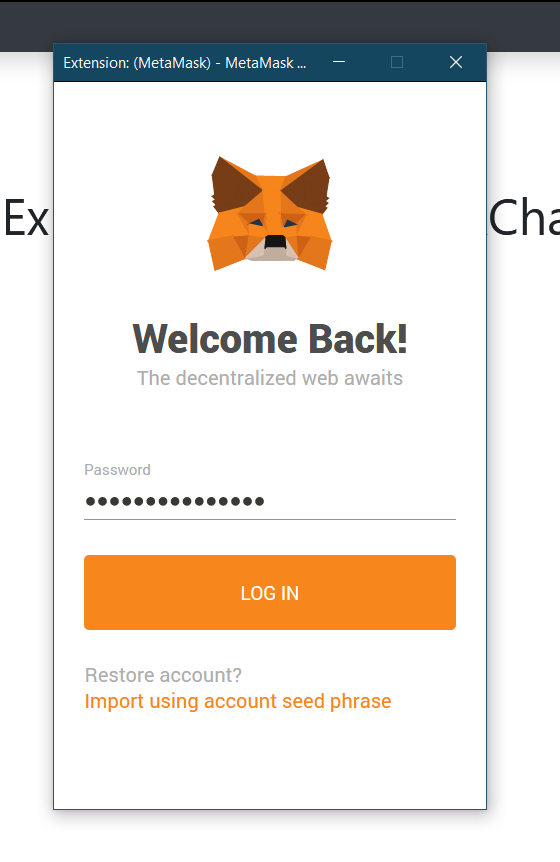 Extension: (MetaMask) - MetaMask ...
Ex
Cha
Welcome Back!
The decentralized web awaits
Password
●●●●●●●●●●●●●●●
LOG IN
Restore account?
Import using account seed phrase